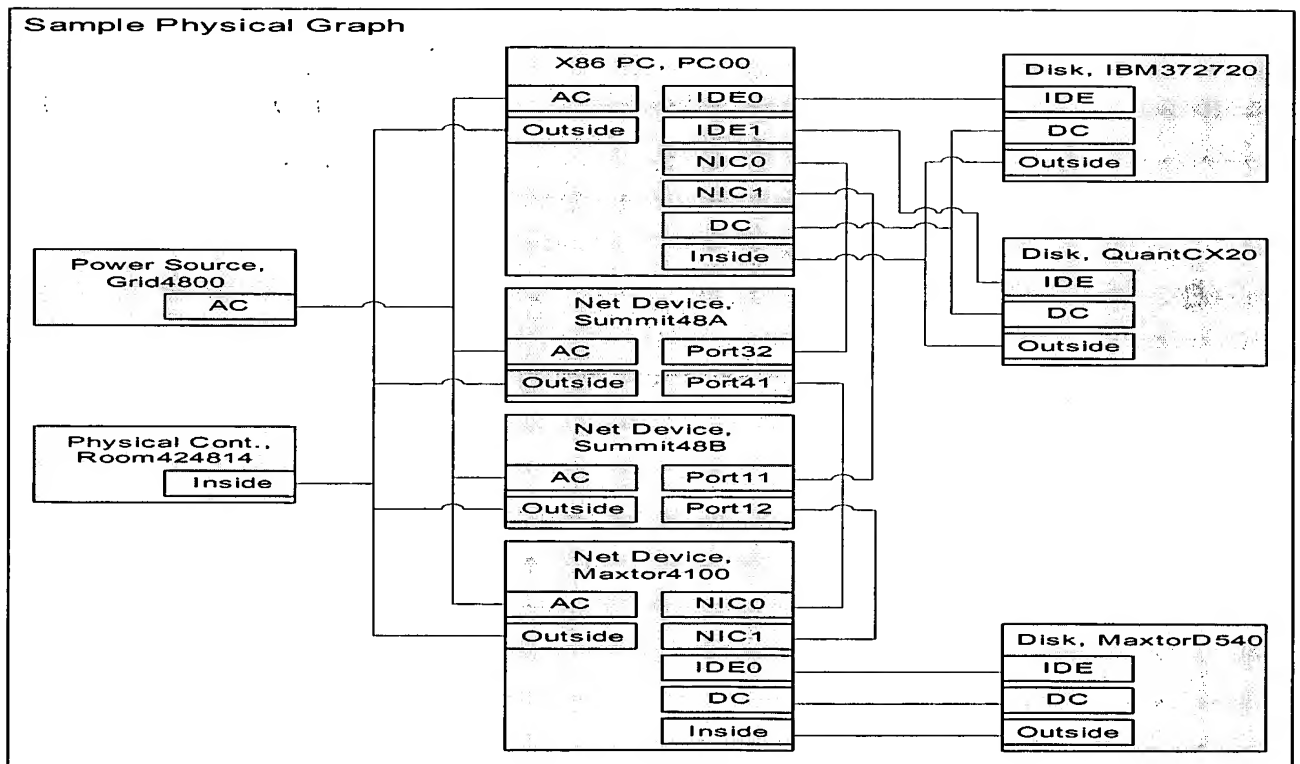 Sample Physical Graph
X86 PC, PC00
AC
IDE0
Outside
IDE1
NIC0
NIC1
DC
Inside
Disk, IBM372720
IDE
DC
Outside
Disk, QuantCX20
IDE
DC
Outside
Power Source,
Grid4800
AC
Net Device,
Summit48A
AC
Port32
Outside
Port41
Physical Cont.,
Room424814
Inside
Net Device,
Summit48B
AC
Port11
Outside
Port12
Net Device,
Maxtor4100
AC
NIC0
Outside
NIC1
IDE0
DC
Inside
Disk, MaxtorD540
IDE
DC
Outside